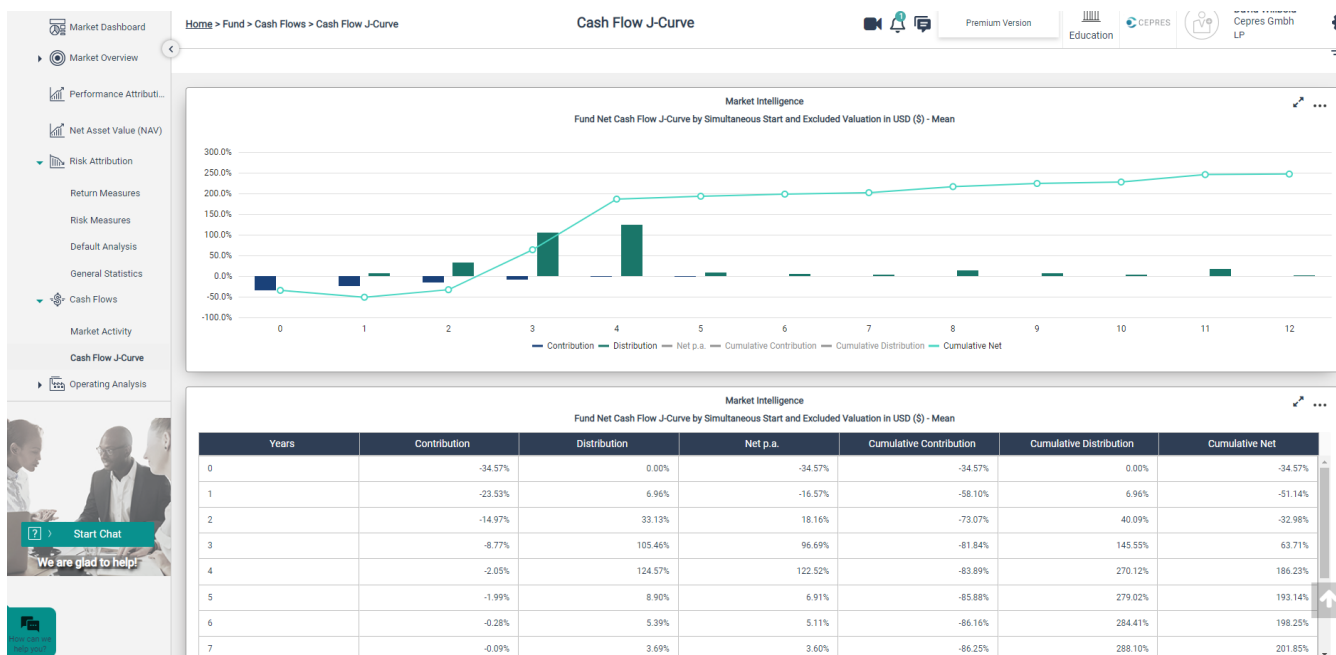 Market Dashboard
Home > Fund > Cash Flows > Cash Flow J-Curve
Cash Flow J-Curve
1
Premium Version
Education
CEPRES
Cepres Gmbh
LP
Market Overview
Performance Attributi...
Net Asset Value (NAV)
Risk Attribution
Return Measures
Risk Measures
Default Analysis
General Statistics
Cash Flows
Market Activity
Cash Flow J-Curve
Operating Analysis
? > Start Chat
We are glad to help!
How can we
help you?
Market Intelligence
Fund Net Cash Flow J-Curve by Simultaneous Start and Excluded Valuation in USD ($) - Mean
300.0%
250.0%
200.0%
150.0%
100.0%
50.0%
0.0%
-50.0%
-100.0%
0 1 2 3 4 5 6 7 8 9 10 11 12
Contribution Distribution Net p.a. Cumulative Contribution Cumulative Distribution Cumulative Net
Market Intelligence
Fund Net Cash Flow J-Curve by Simultaneous Start and Excluded Valuation in USD ($) - Mean
Years Contribution Distribution Net p.a. Cumulative Contribution Cumulative Distribution Cumulative Net
0 -34.57% 0.00% -34.57% -34.57% 0.00% -34.57%
1 -23.53% 6.96% -16.57% -58.10% 6.96% -51.14%
2 -14.97% 33.13% 18.16% -73.07% 40.09% -32.98%
3 -8.77% 105.46% 96.69% -81.84% 145.55% 63.71%
4 -2.05% 124.57% 122.52% -83.89% 270.12% 186.23%
5 -1.99% 8.90% 6.91% -85.88% 279.02% 193.14%
6 -0.28% 5.39% 5.11% -86.16% 284.41% 198.25%
7 -0.09% 3.69% 3.60% -86.25% 288.10% 201.85%